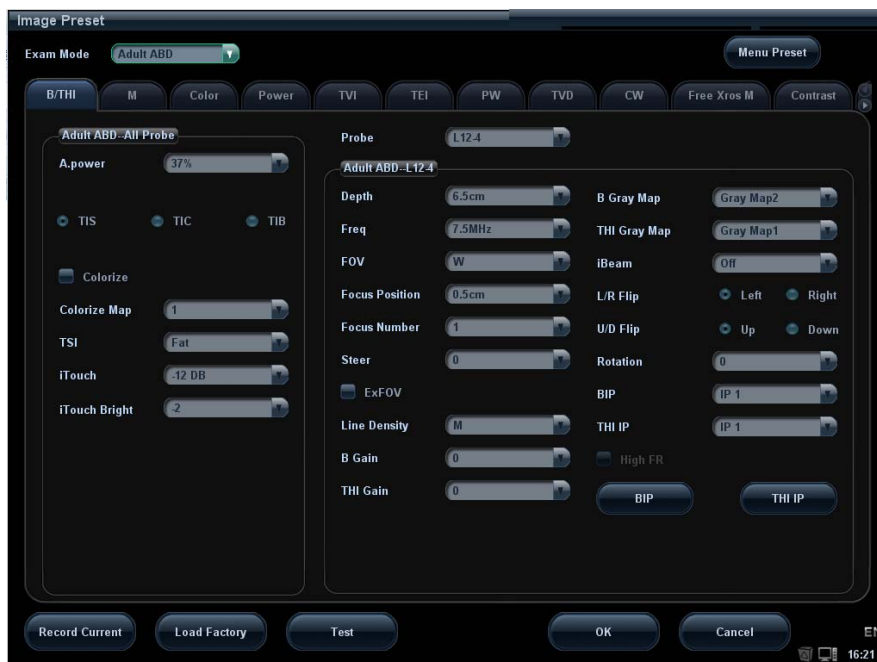 Image Preset
Exam Mode Adult ABD Menu Preset
B/THI M Color Power TVI TEI PW TVD CW Free Xros M Contrast
Adult ABD--All Probe
A.power 37%
TIS TIC TIB
Colorize
Colorize Map 1
TSI Fat
iTouch -12 DB
iTouch Bright -2
Probe L12-4
Adult ABD--L12-4
Depth 6.5cm
Freq 7.5MHz
FOV W
Focus Position 0.5cm
Focus Number 1
Steer 0
ExFOV
Line Density M
B Gain 0
THI Gain 0
B Gray Map Gray Map2
THI Gray Map Gray Map1
iBeam Off
L/R Flip Left Right
U/D Flip Up Down
Rotation 0
BIP IP 1
THI IP IP 1
High FR
BIP THI IP
Record Current Load Factory Test OK Cancel EN
16:21